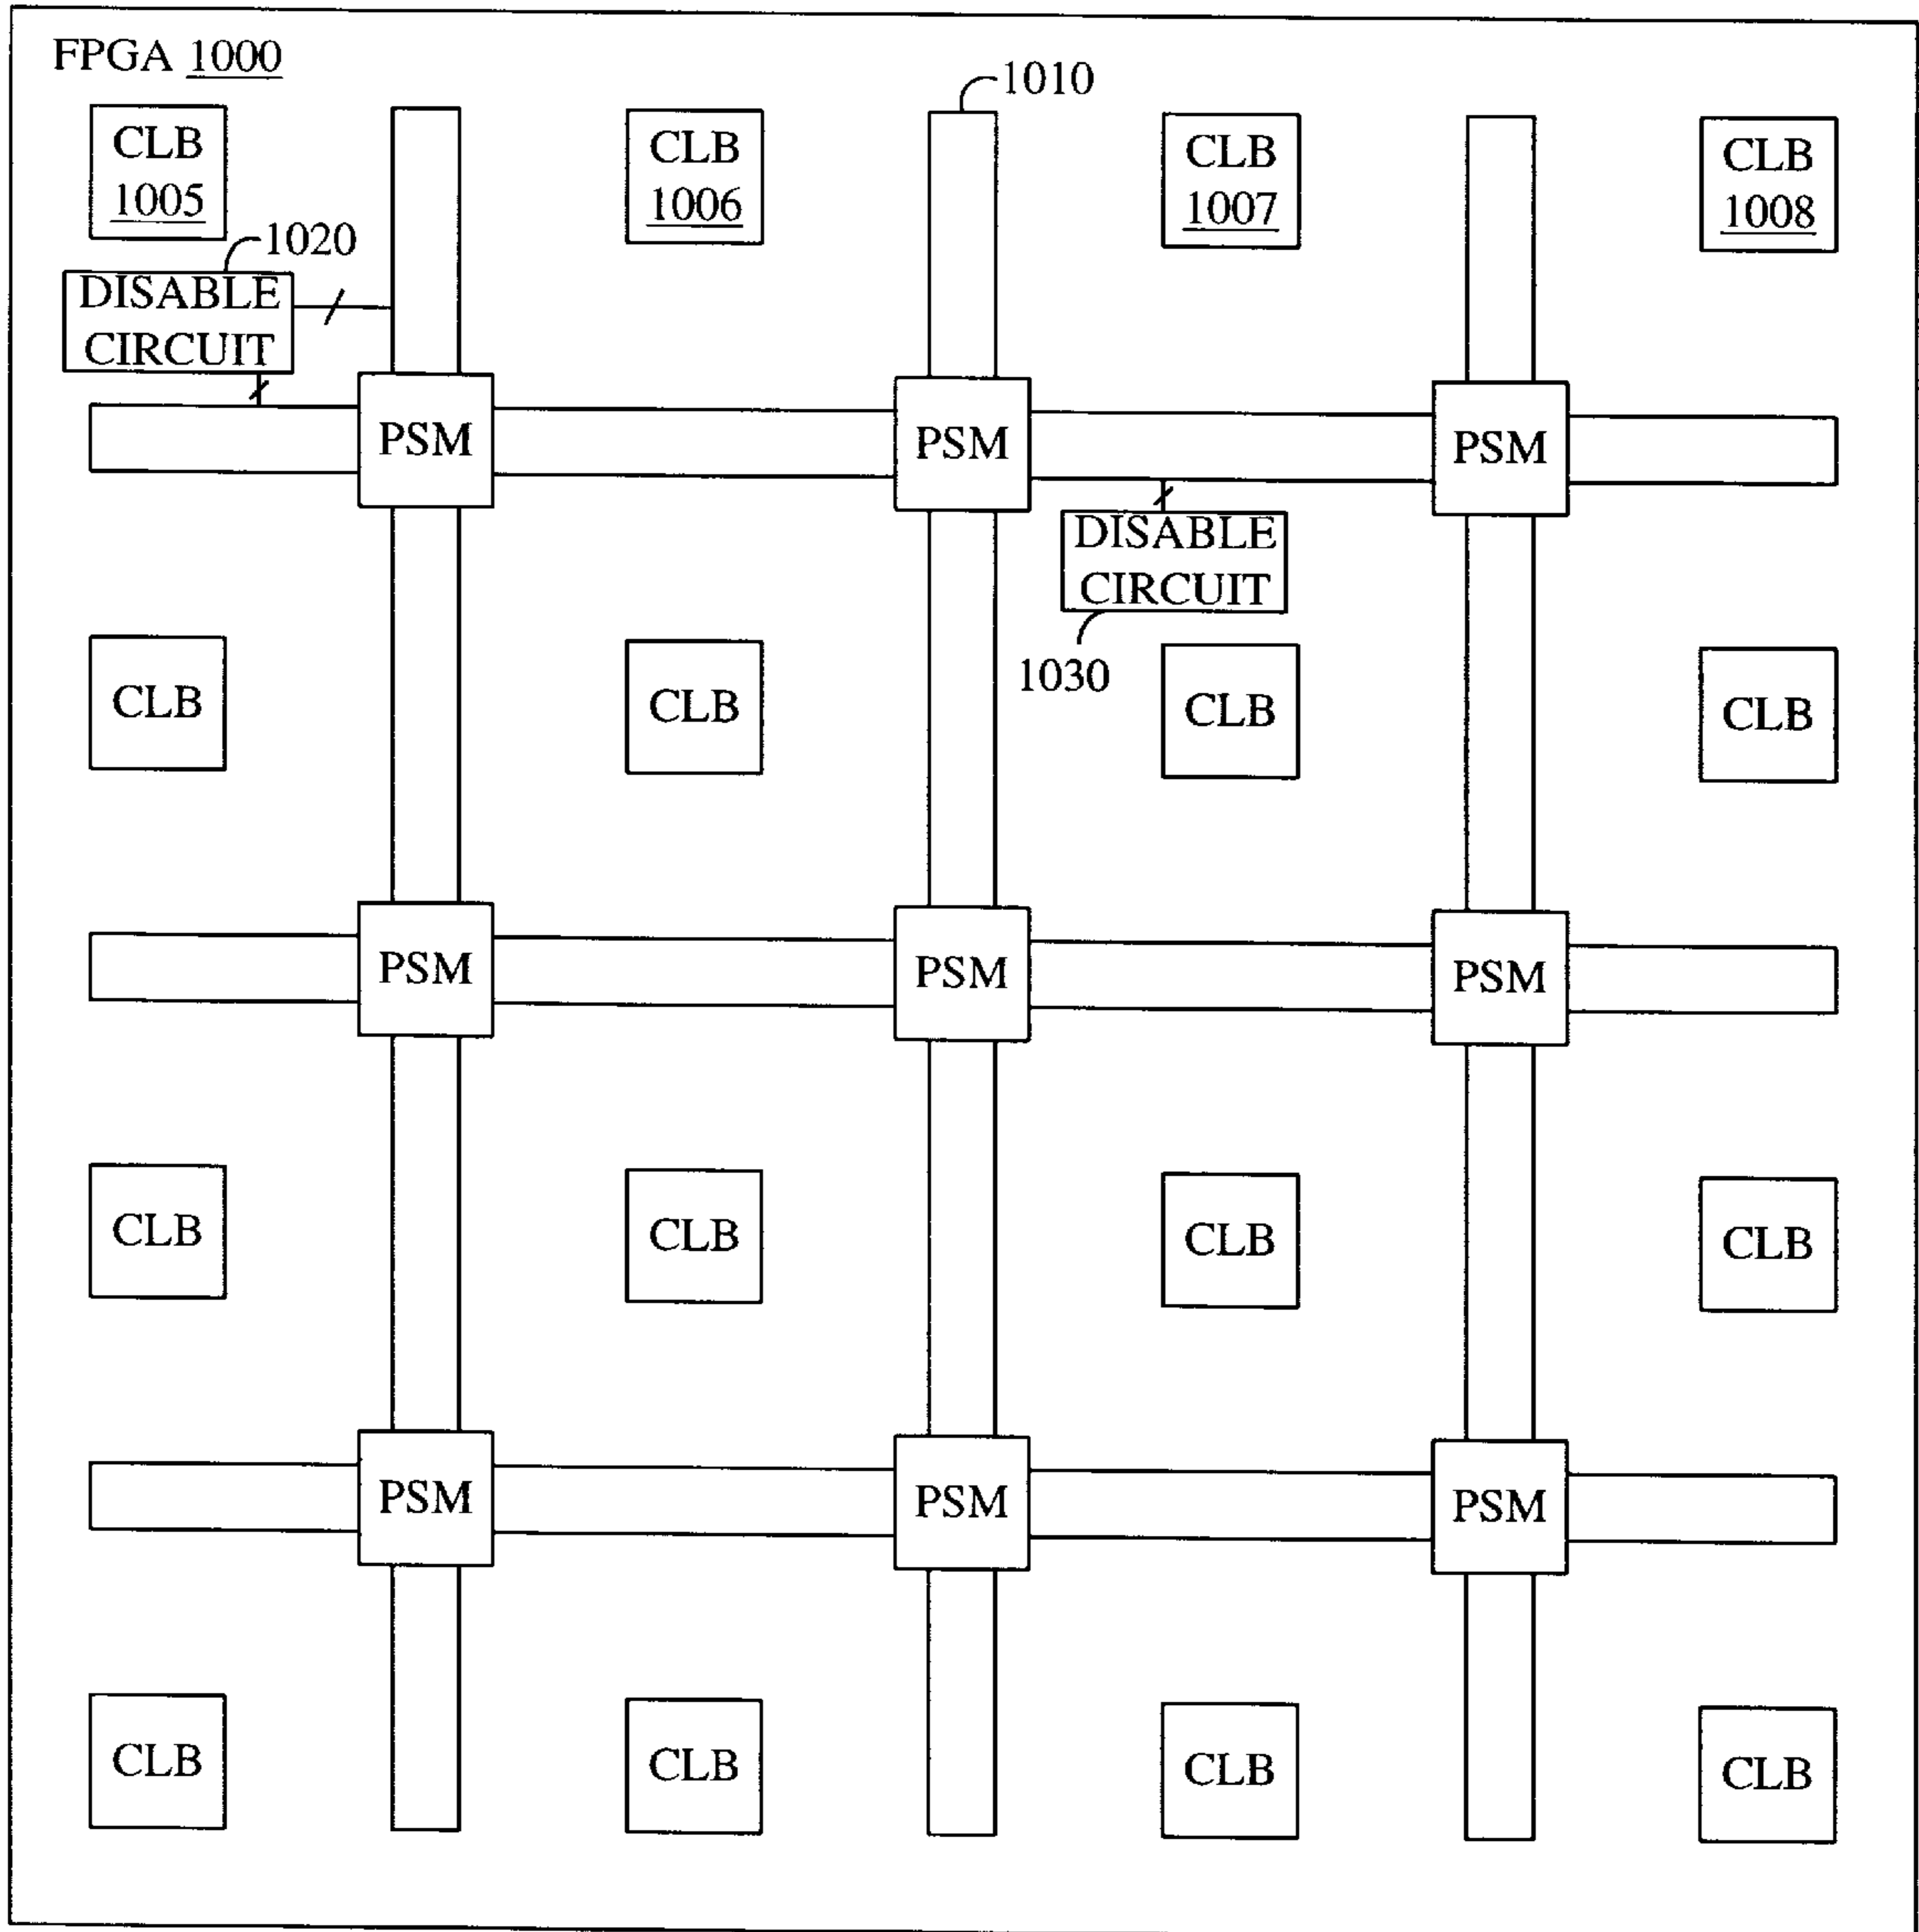 FPGA 1000
1010
CLB
1005
CLB
1006
CLB
1007
CLB
1008
1020
DISABLE
CIRCUIT
PSM
PSM
PSM
DISABLE
CIRCUIT
1030
CLB
CLB
CLB
CLB
PSM
PSM
PSM
CLB
CLB
CLB
CLB
PSM
PSM
PSM
CLB
CLB
CLB
CLB